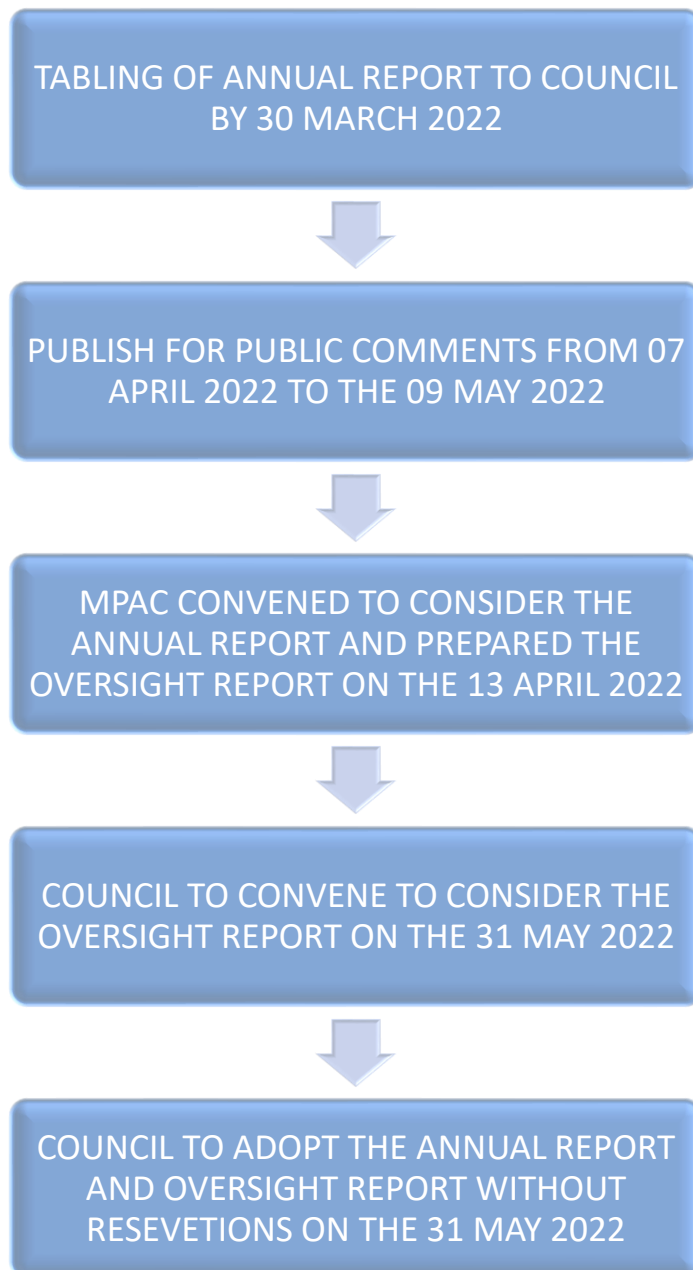 TABLING OF ANNUAL REPORT TO COUNCIL
BY 30 MARCH 2022
PUBLISH FOR PUBLIC COMMENTS FROM 07
APRIL 2022 TO THE 09 MAY 2022
MPAC CONVENED TO CONSIDER THE
ANNUAL REPORT AND PREPARED THE
OVERSIGHT REPORT ON THE 13 APRIL 2022
COUNCIL TO CONVENE TO CONSIDER THE
OVERSIGHT REPORT ON THE 31 MAY 2022
COUNCIL TO ADOPT THE ANNUAL REPORT
AND OVERSIGHT REPORT WITHOUT
RESEVETIONS ON THE 31 MAY 2022